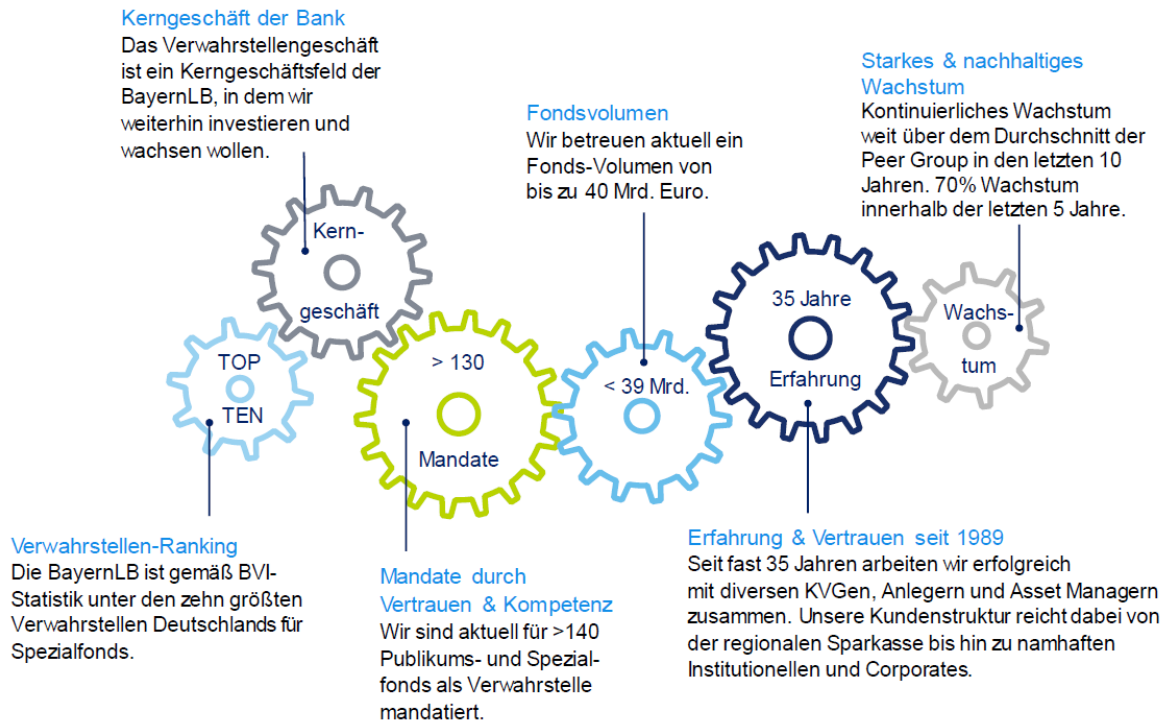 Kerngeschäft der Bank
Das Verwahrstellengeschäft
ist ein Kerngeschäftsfeld der
BayernLB, in dem wir
weiterhin investieren und
wachsen wollen.
Fondsvolumen
Wir betreuen aktuell ein
Fonds-Volumen von
bis zu 40 Mrd. Euro.
Starkes & nachhaltiges
Wachstum
Kontinuierliches Wachstum
weit über dem Durchschnitt der
Peer Group in den letzten 10
Jahren. 70% Wachstum
innerhalb der letzten 5 Jahre.
TOP
TEN
Kern-
geschäft
> 130
Mandate
< 39 Mrd.
35 Jahre
Erfahrung
Wachs-
tum
Verwahrstellen-Ranking
Die BayernLB ist gemäß BVI-
Statistik unter den zehn größten
Verwahrstellen Deutschlands für
Spezialfonds.
Mandate durch
Vertrauen & Kompetenz
Wir sind aktuell für >140
Publikums- und Spezial-
fonds als Verwahrstelle
mandatiert.
Erfahrung & Vertrauen seit 1989
Seit fast 35 Jahren arbeiten wir erfolgreich
mit diversen KVGen, Anlegern und Asset Managern
zusammen. Unsere Kundenstruktur reicht dabei von
der regionalen Sparkasse bis hin zu namhaften
Institutionellen und Corporates.